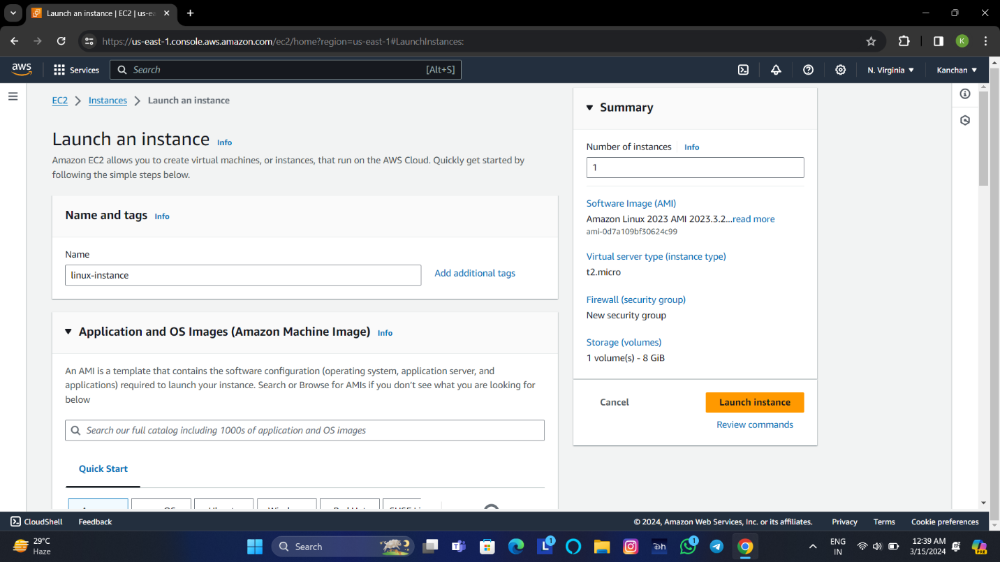 Launch an instance | EC2 | us-ea
https://us-east-1.console.aws.amazon.com/ec2/home?region=us-east-1#LaunchInstances:
K
aws
Services
Search
[Alt+S]
N. Virginia
Kanchan
EC2 > Instances > Launch an instance
Launch an instance Info
Amazon EC2 allows you to create virtual machines, or instances, that run on the AWS Cloud. Quickly get started by
following the simple steps below.
Name and tags Info
Name
linux-instance
Add additional tags
Application and OS Images (Amazon Machine Image) Info
An AMI is a template that contains the software configuration (operating system, application server, and
applications) required to launch your instance. Search or Browse for AMIs if you don't see what you are looking for
below
Search our full catalog including 1000s of application and OS images
Quick Start
Summary
Number of instances Info
1
Software Image (AMI)
Amazon Linux 2023 AMI 2023.3.2...read more
ami-0d7a109bf30624c99
Virtual server type (instance type)
t2.micro
Firewall (security group)
New security group
Storage (volumes)
1 volume(s) - 8 GiB
Cancel
Launch instance
Review commands
CloudShell
Feedback
© 2024, Amazon Web Services, Inc. or its affiliates.
Privacy
Terms
Cookie preferences
29°C
Haze
Search
1
1
ENG
IN
12:39 AM
3/15/2024
PRE